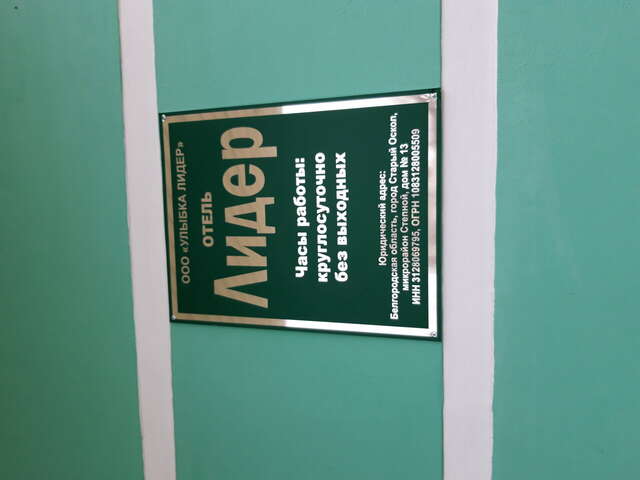 ООО «УЛЫБКА ЛИДЕР»
ОТЕЛЬ
Лидер
Часы работы:
круглосуточно
без выходных
Юридический адрес:
Белгородская область, город Старый Оскол,
микрорайон Степной, дом № 13
ИНН 3128069795, ОГРН 1083128005509